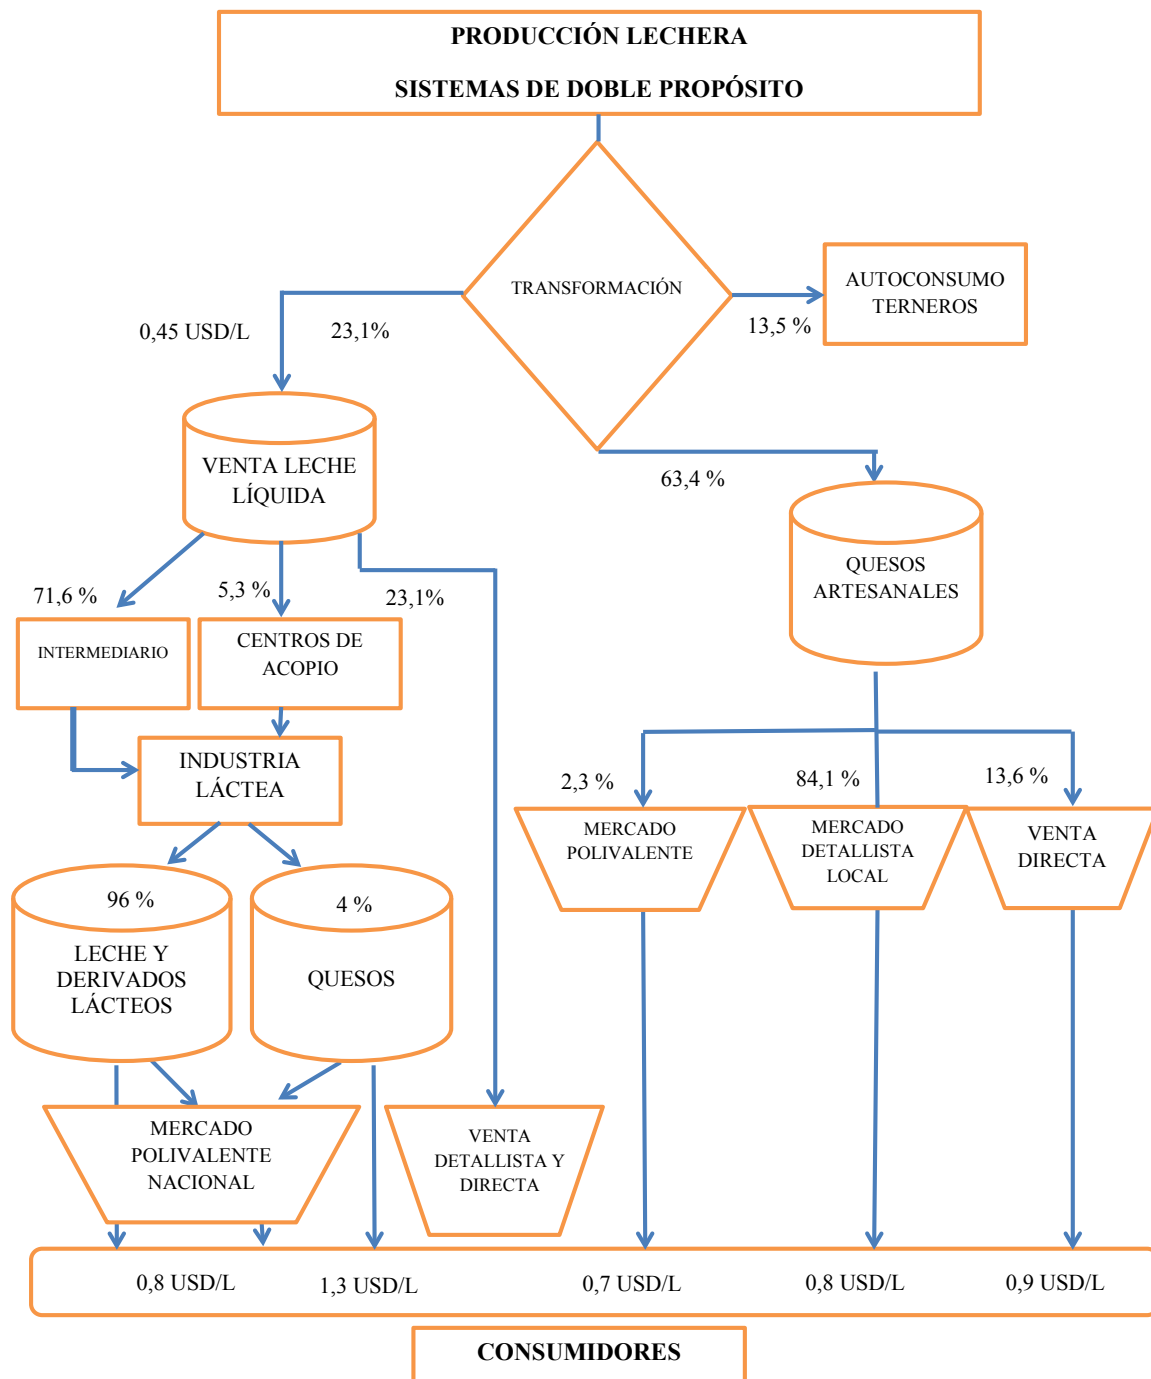 PRODUCCIÓN LECHERA
SISTEMAS DE DOBLE PROPÓSITO
TRANSFORMACIÓN
AUTOCONSUMO
TERNEROS
13,5 %
0,45 USD/L
23,1%
63,4 %
VENTA LECHE
LÍQUIDA
QUESOS
ARTESANALES
71,6 %
5,3 %
23,1%
INTERMEDIARIO
CENTROS DE
ACOPIO
INDUSTRIA
LÁCTEA
2,3 %
84,1 %
13,6 %
MERCADO
POLIVALENTE
MERCADO
DETALLISTA
LOCAL
VENTA
DIRECTA
96 %
LECHE Y
DERIVADOS
LÁCTEOS
4 %
QUESOS
MERCADO
POLIVALENTE
NACIONAL
VENTA
DETALLISTA Y
DIRECTA
0,8 USD/L
1,3 USD/L
0,7 USD/L
0,8 USD/L
0,9 USD/L
CONSUMIDORES